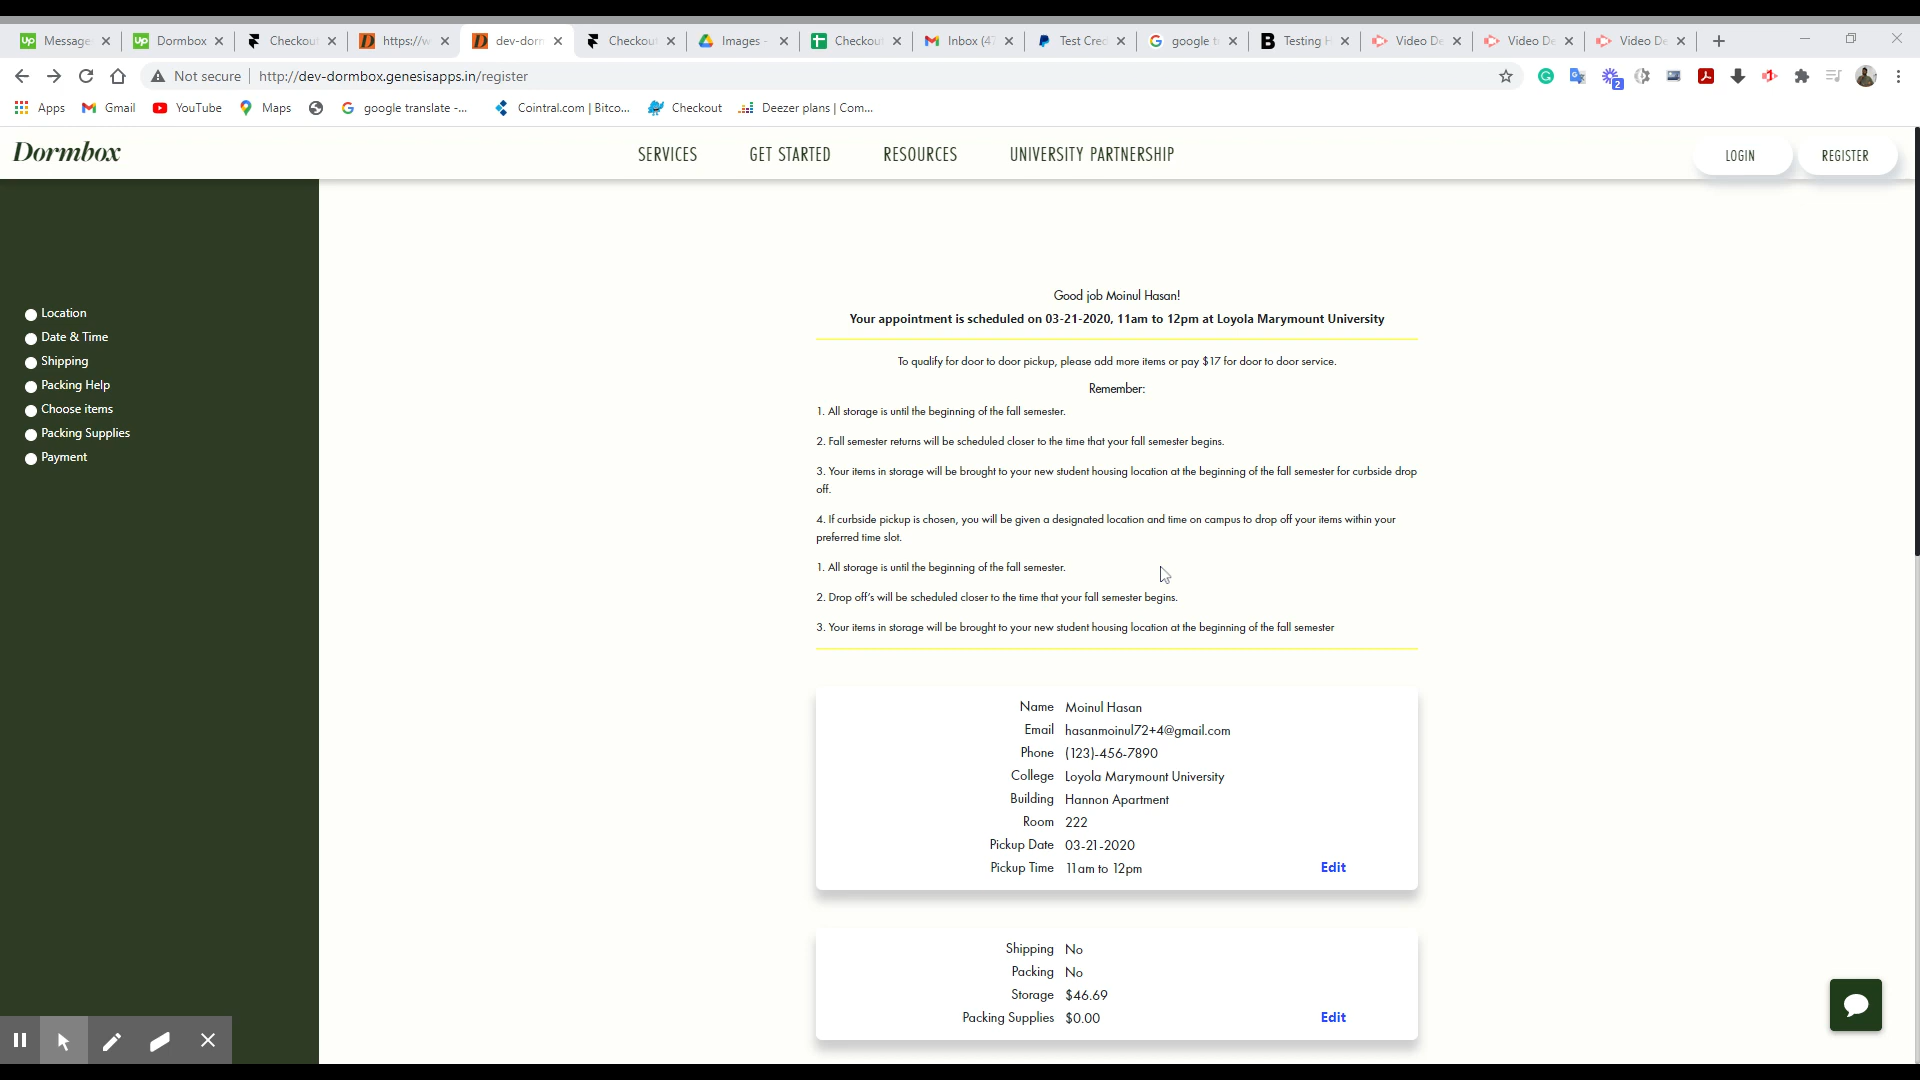 Message
Dormbox
Checkout
https://w
dev-dorm
Checkout
Images -
Checkout
Inbox (47
Test Cred
google t
Testing H
Video De
Video De
Video De
Not secure
http://dev-dormbox.genesisapps.in/register
2
Apps
Gmail
YouTube
Maps
google translate -...
Cointral.com | Bitco...
Checkout
Deezer plans | Com...
Dormbox
SERVICES
GET STARTED
RESOURCES
UNIVERSITY PARTNERSHIP
LOGIN
REGISTER
Location
Date & Time
Shipping
Packing Help
Choose items
Packing Supplies
Payment
Good job Moinul Hasan!
Your appointment is scheduled on 03-21-2020, 11am to 12pm at Loyola Marymount University
To qualify for door to door pickup, please add more items or pay $17 for door to door service.
Remember:
1. All storage is until the beginning of the fall semester.
2. Fall semester returns will be scheduled closer to the time that your fall semester begins.
3. Your items in storage will be brought to your new student housing location at the beginning of the fall semester for curbside drop
off.
4. If curbside pickup is chosen, you will be given a designated location and time on campus to drop off your items within your
preferred time slot.
1. All storage is until the beginning of the fall semester.
2. Drop off's will be scheduled closer to the time that your fall semester begins.
3. Your items in storage will be brought to your new student housing location at the beginning of the fall semester
Name Moinul Hasan
Email hasanmoinul72+4@gmail.com
Phone (123)-456-7890
College Loyola Marymount University
Building Hannon Apartment
Room 222
Pickup Date 03-21-2020
Pickup Time 11am to 12pm
Edit
Shipping No
Packing No
Storage $46.69
Packing Supplies $0.00
Edit